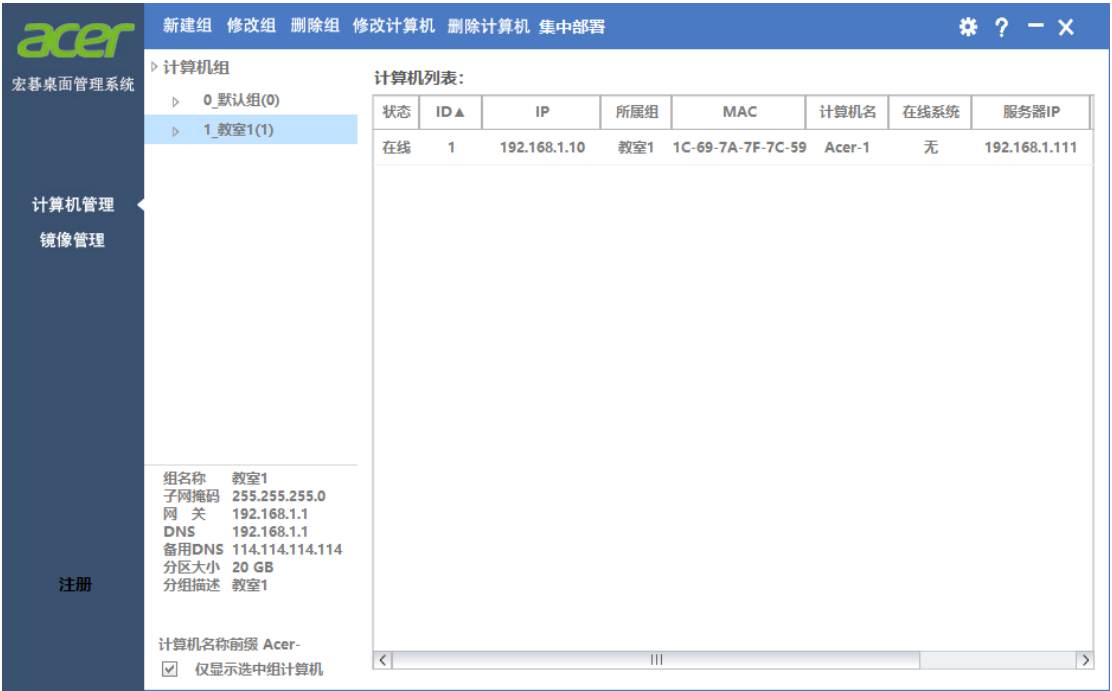 acer
宏碁桌面管理系统
计算机管理
镜像管理
注册
新建组 修改组 删除组 修改计算机 删除计算机 集中部署 ?
计算机组
0_默认组(0)
1_教室1(1)
组名称 教室1
子网掩码 255.255.255.0
网 关 192.168.1.1
DNS 192.168.1.1
备用DNS 114.114.114.114
分区大小 20 GB
分组描述 教室1
计算机名称前缀 Acer-
仅显示选中组计算机
计算机列表:
状态 ID▲ IP 所属组 MAC 计算机名 在线系统 服务器IP
在线 1 192.168.1.10 教室1 1C-69-7A-7F-7C-59 Acer-1 无 192.168.1.111